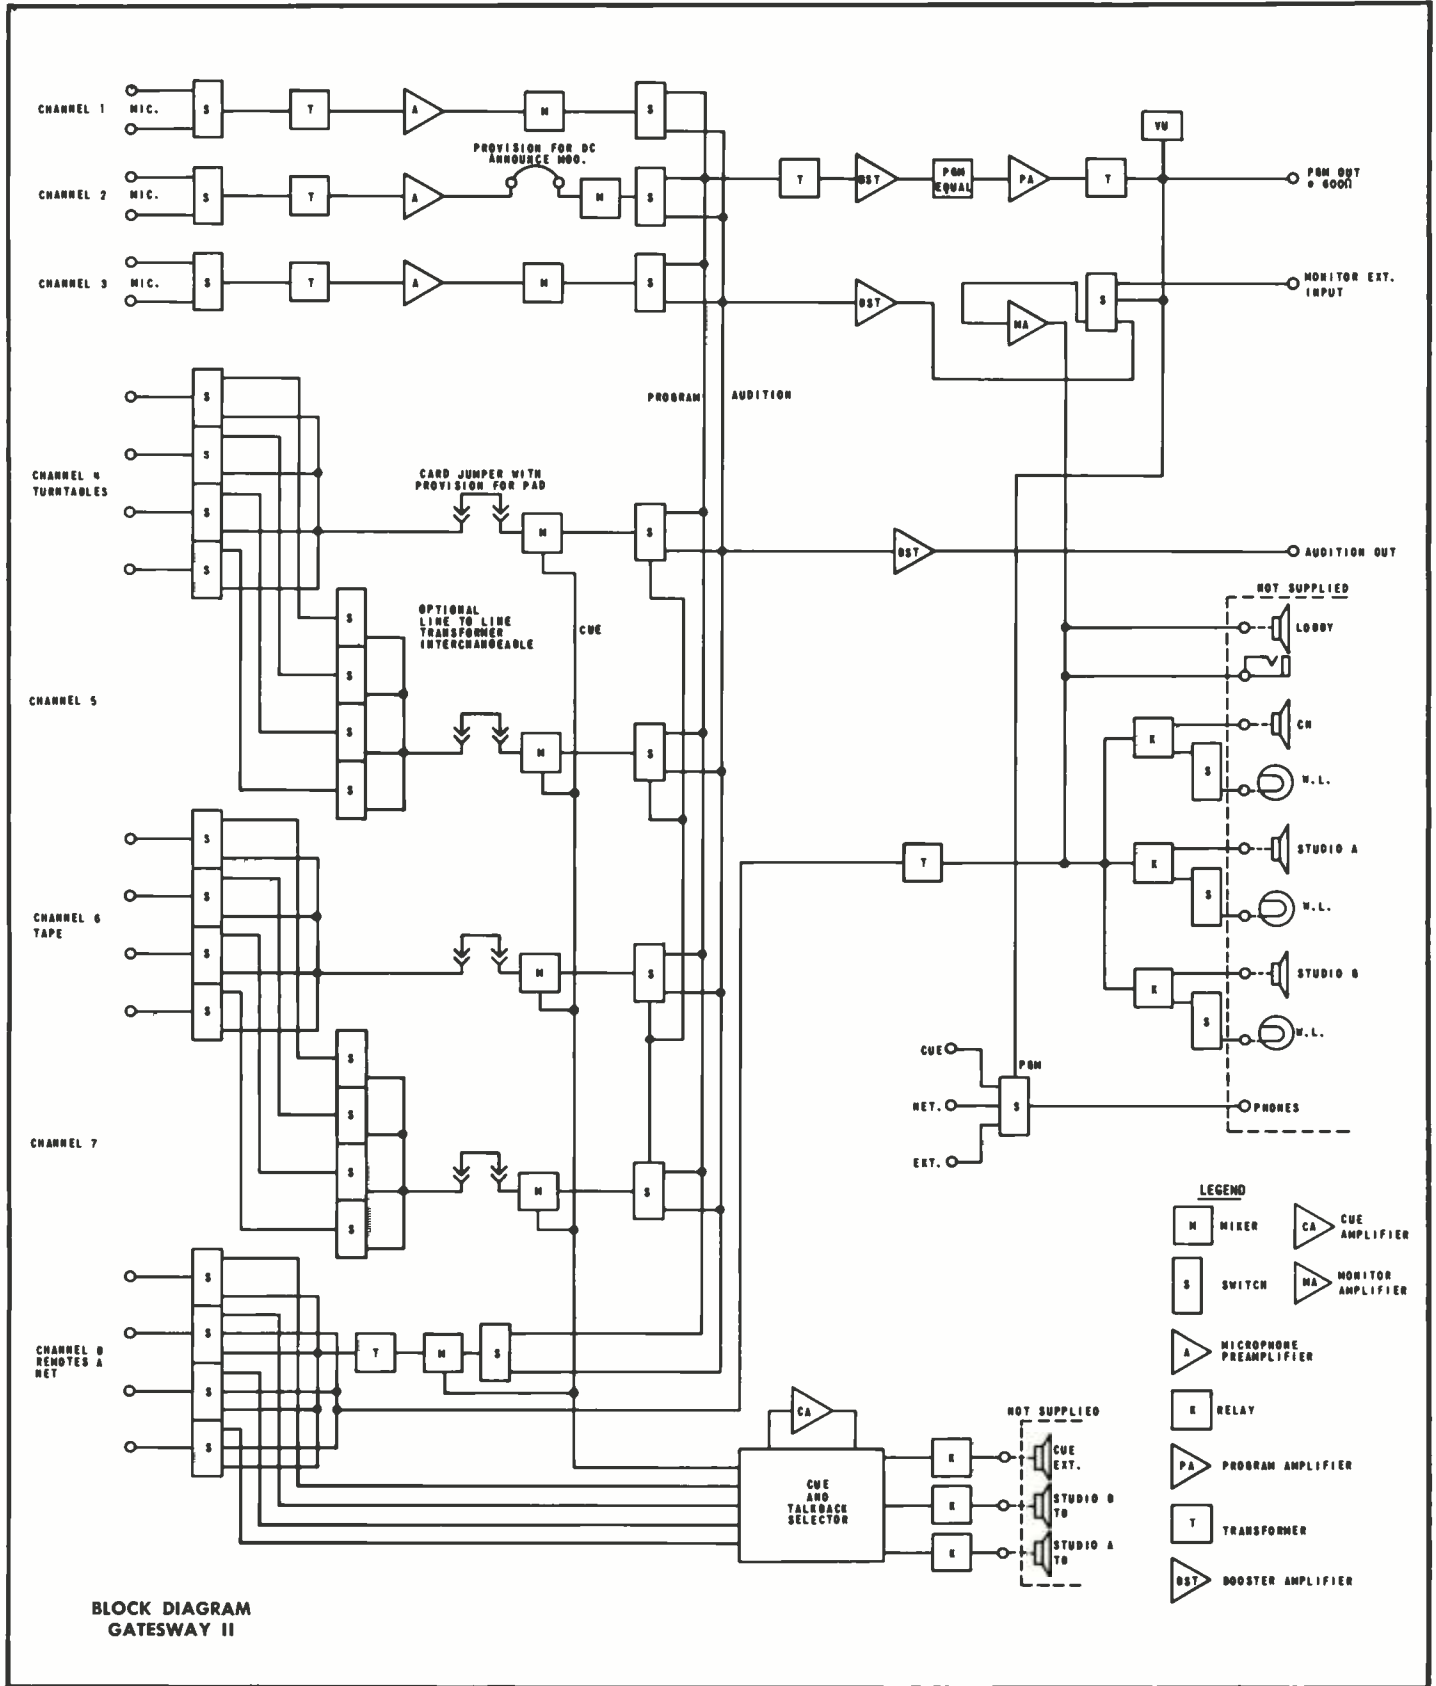 CHANNEL 1 MIC. S T A M S
PROVISION FOR DC
ANNOUNCE MOD.
VU
CHANNEL 2 MIC. S T A M S T BST PGM
EQUAL PA T PGM OUT
@ 600Ω
CHANNEL 3 MIC. S T A M S BST MA S MONITOR EXT.
INPUT
PROGRAM AUDITION
CHANNEL 4
TURNTABLES
S
S
S
S
CARD JUMPER WITH
PROVISION FOR PAD
M S BST AUDITION OUT
OPTIONAL
LINE TO LINE
TRANSFORMER
INTERCHANGEABLE
CUE
CHANNEL 5
S
S
S
S
M S
NOT SUPPLIED
LOBBY
K CR
S W.L.
T K STUDIO A
S W.L.
K STUDIO B
S W.L.
CHANNEL 6
TAPE
S
S
S
S
M S
CUE PGM
NET. S PHONES
EXT.
CHANNEL 7
S
S
S
S
M S
CHANNEL 8
REMOTES &
NET
S
S
S
S
T M S
CA
CUE
AND
TALKBACK
SELECTOR
NOT SUPPLIED
K CUE
EXT.
K STUDIO B
TB
K STUDIO A
TB
LEGEND
M MIXER
CA CUE
AMPLIFIER
S SWITCH
MA MONITOR
AMPLIFIER
A MICROPHONE
PREAMPLIFIER
K RELAY
PA PROGRAM AMPLIFIER
T TRANSFORMER
BST BOOSTER AMPLIFIER
BLOCK DIAGRAM
GATESWAY II